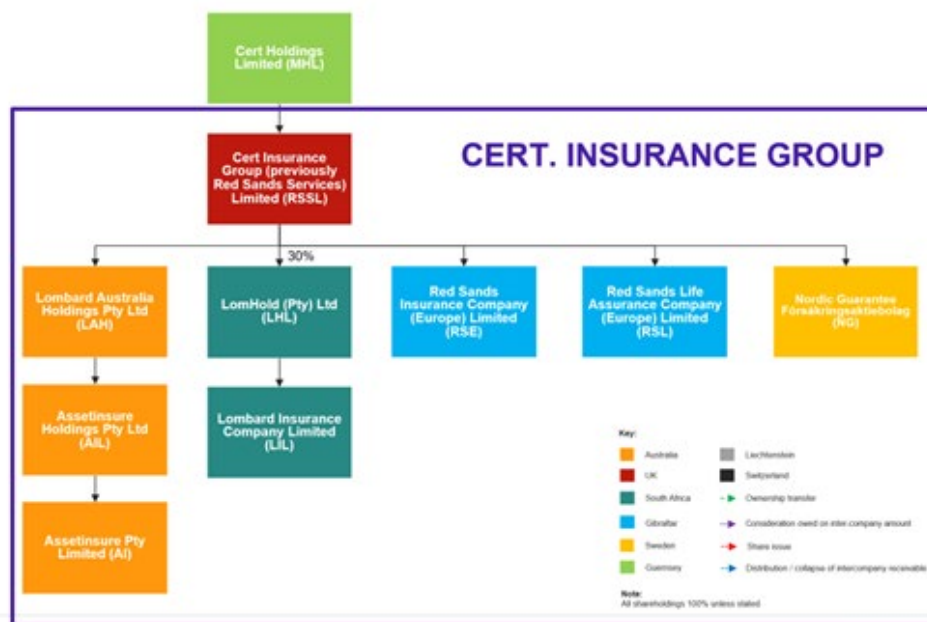 Cert Holdings
Limited (MHL)
CERT. INSURANCE GROUP
Cert Insurance
Group (previously
Red Sands Services)
Limited (RSSL)
30%
Lombard Australia
Holdings Pty Ltd
(LAH)
LomHold (Pty) Ltd
(LHL)
Red Sands
Insurance Company
(Europe) Limited
(RSE)
Red Sands Life
Assurance Company
(Europe) Limited
(RSL)
Nordic Guarantee
Försäkringsaktiebolag
(NG)
Assetinsure
Holdings Pty Ltd
(AIL)
Lombard Insurance
Company Limited
(LIL)
Assetinsure Pty
Limited (AI)
Key:
Australia
Liechtenstein
UK
Switzerland
South Africa
Ownership transfer
Gibraltar
Consideration owed on inter company amount
Sweden
Share issue
Guernsey
Distribution / collapse of intercompany receivable
Note:
All shareholdings 100% unless stated